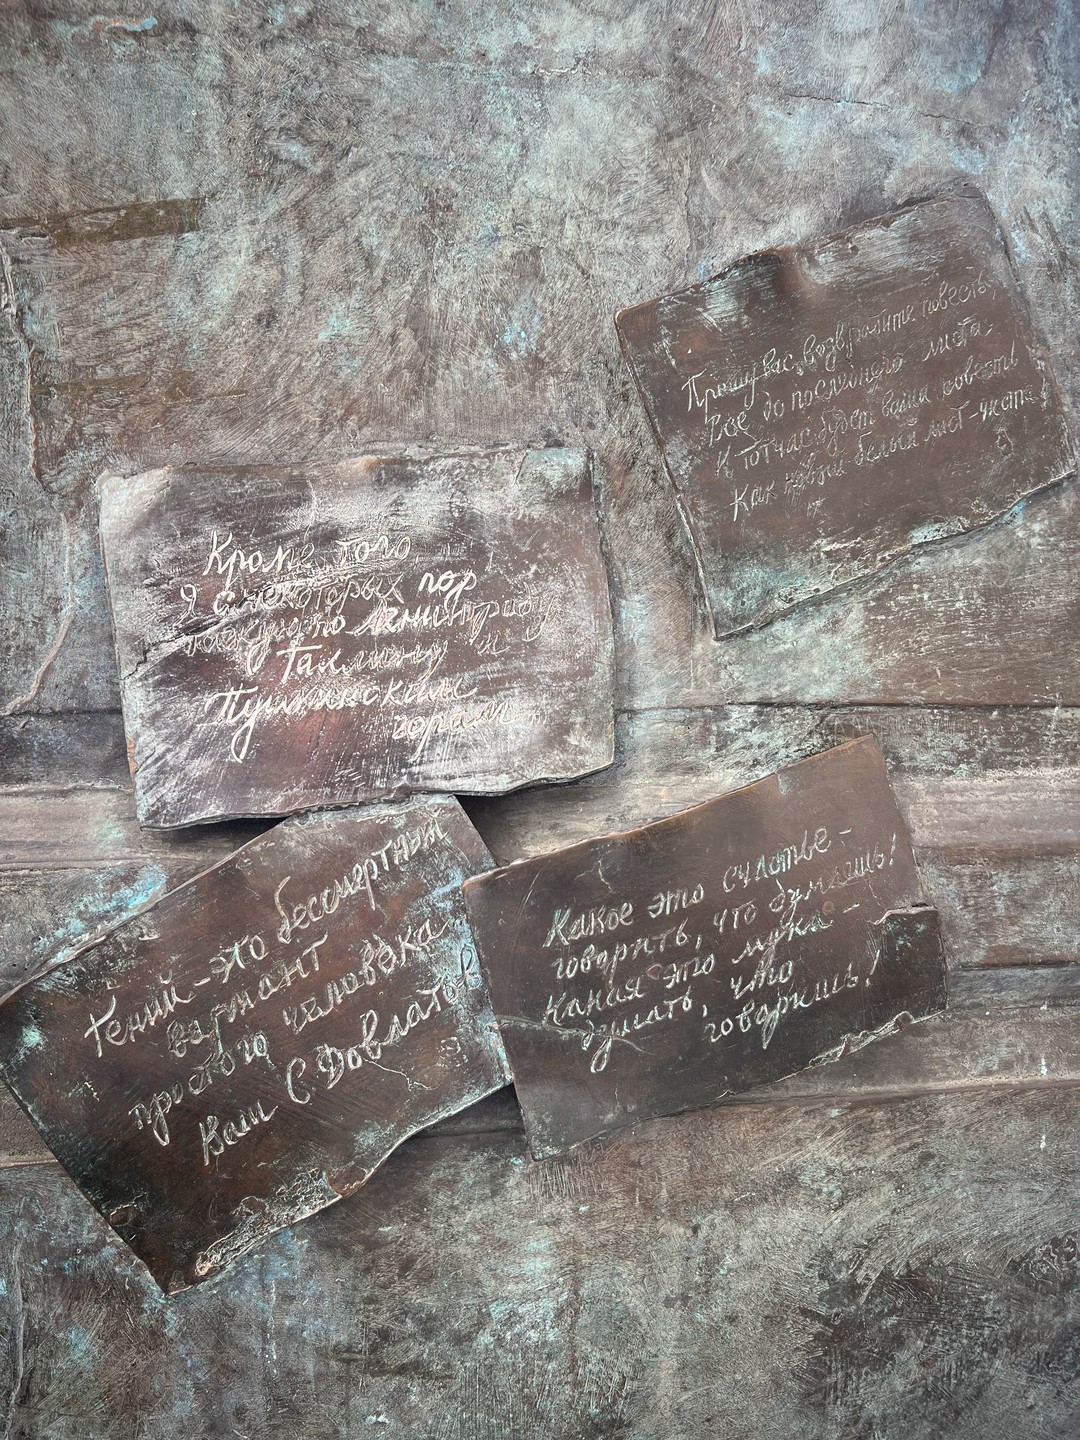 Прошу вас, возвратите повесть,
Всё до последнего листа.
И тотчас будет ваша совесть
Как новый белый лист - чиста!
Кроме того
Я с некоторых пор
тоскую по Ленинграду
Таллину и
Пушкинским
горам
Гений - это бессмертный
вариант
простого человека
Ваш С Довлатов
Какое это счастье -
говорить, что думаешь!
Какая это мука -
думать, что
говоришь!